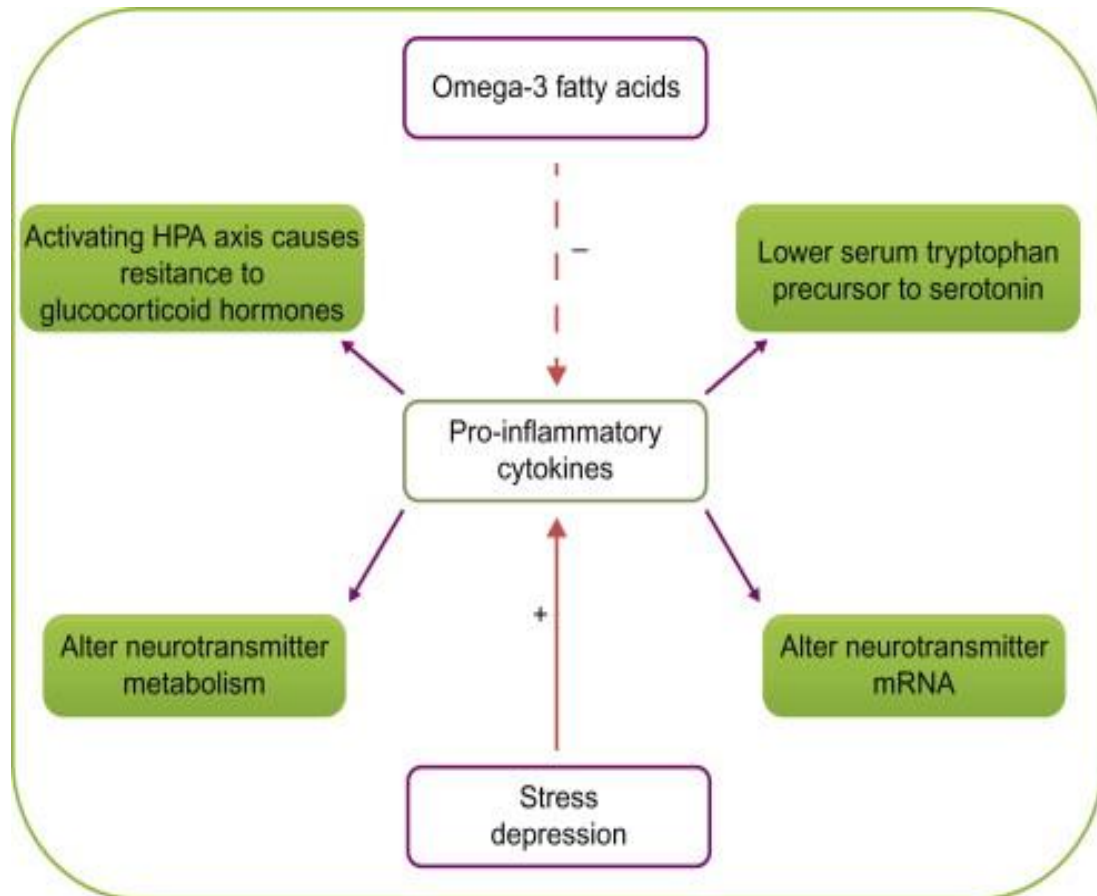 Omega-3 fatty acids
Activating HPA axis causes
resitance to
glucocorticoid hormones
–
Lower serum tryptophan
precursor to serotonin
Pro-inflammatory
cytokines
Alter neurotransmitter
metabolism
+
Alter neurotransmitter
mRNA
Stress
depression